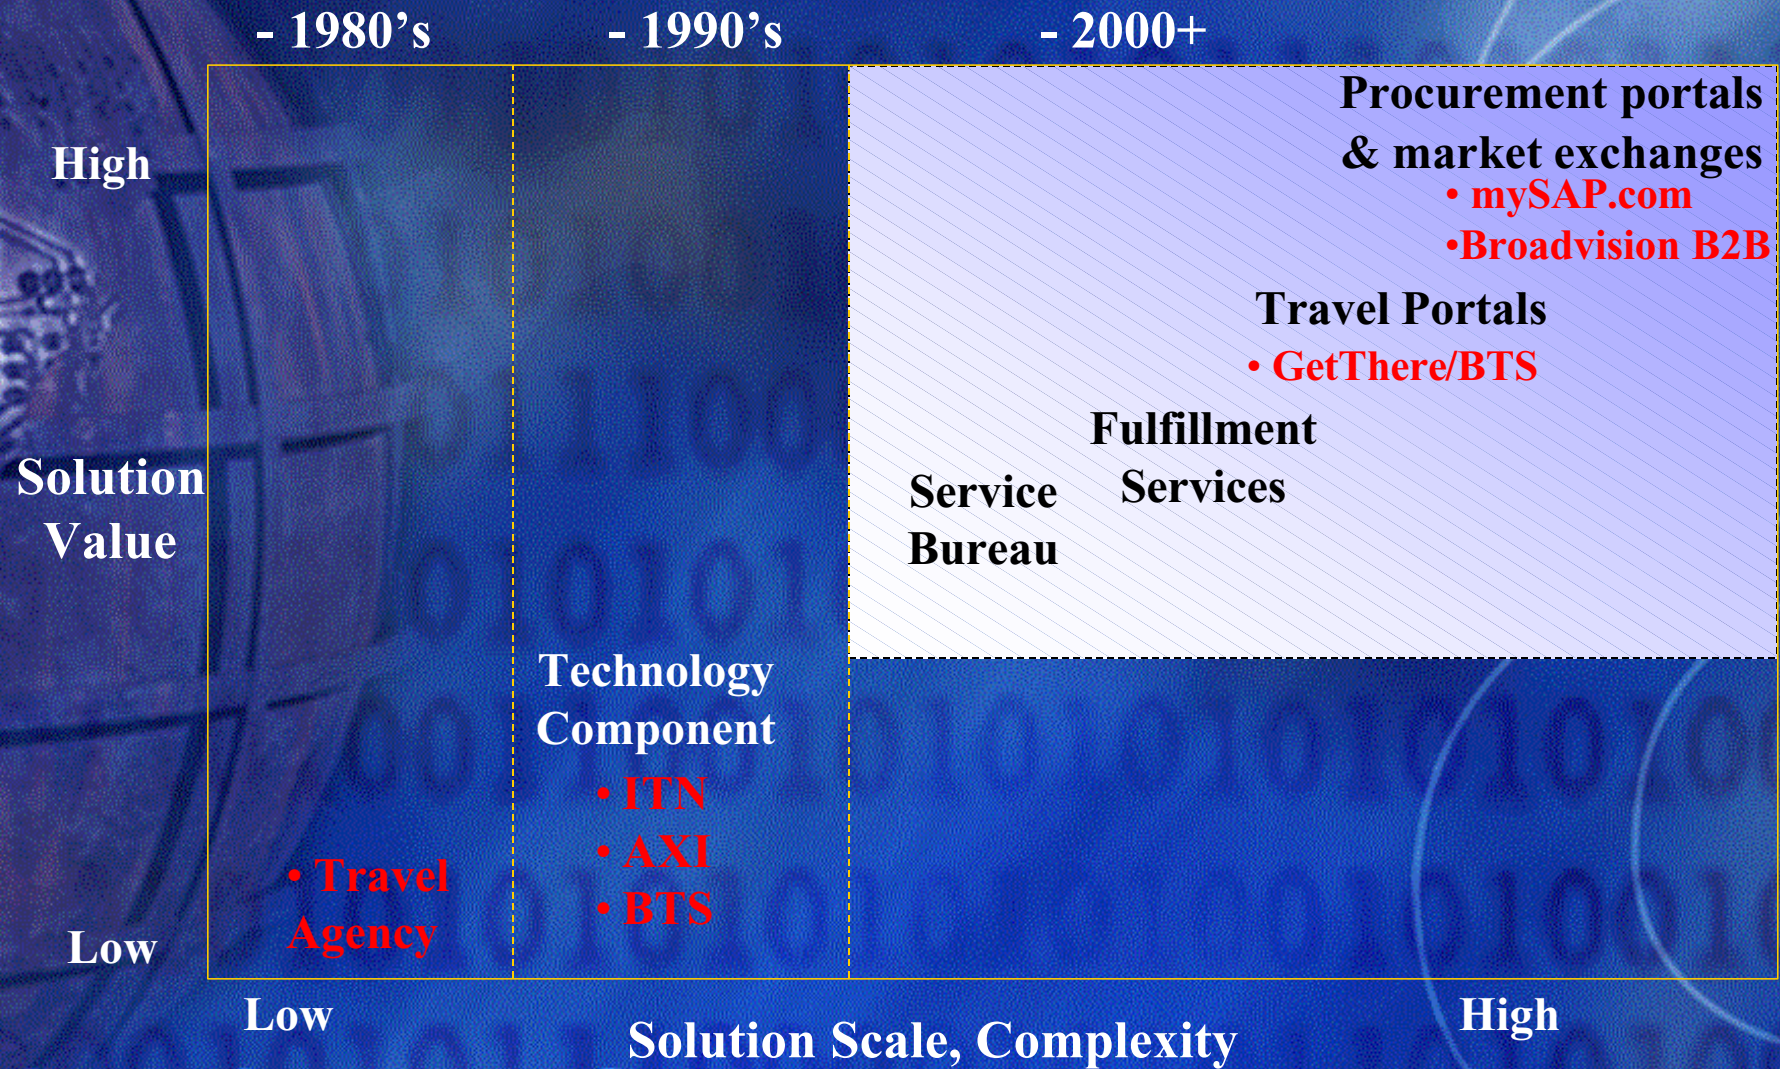 - 1980’s
- 1990’s
- 2000+
High
Solution
Value
Low
Procurement portals
& market exchanges
• mySAP.com
•Broadvision B2B
Travel Portals
• GetThere/BTS
Fulfillment
Services
Service
Bureau
Technology
Component
• ITN
• AXI
• BTS
• Travel
Agency
Low
High
Solution Scale, Complexity